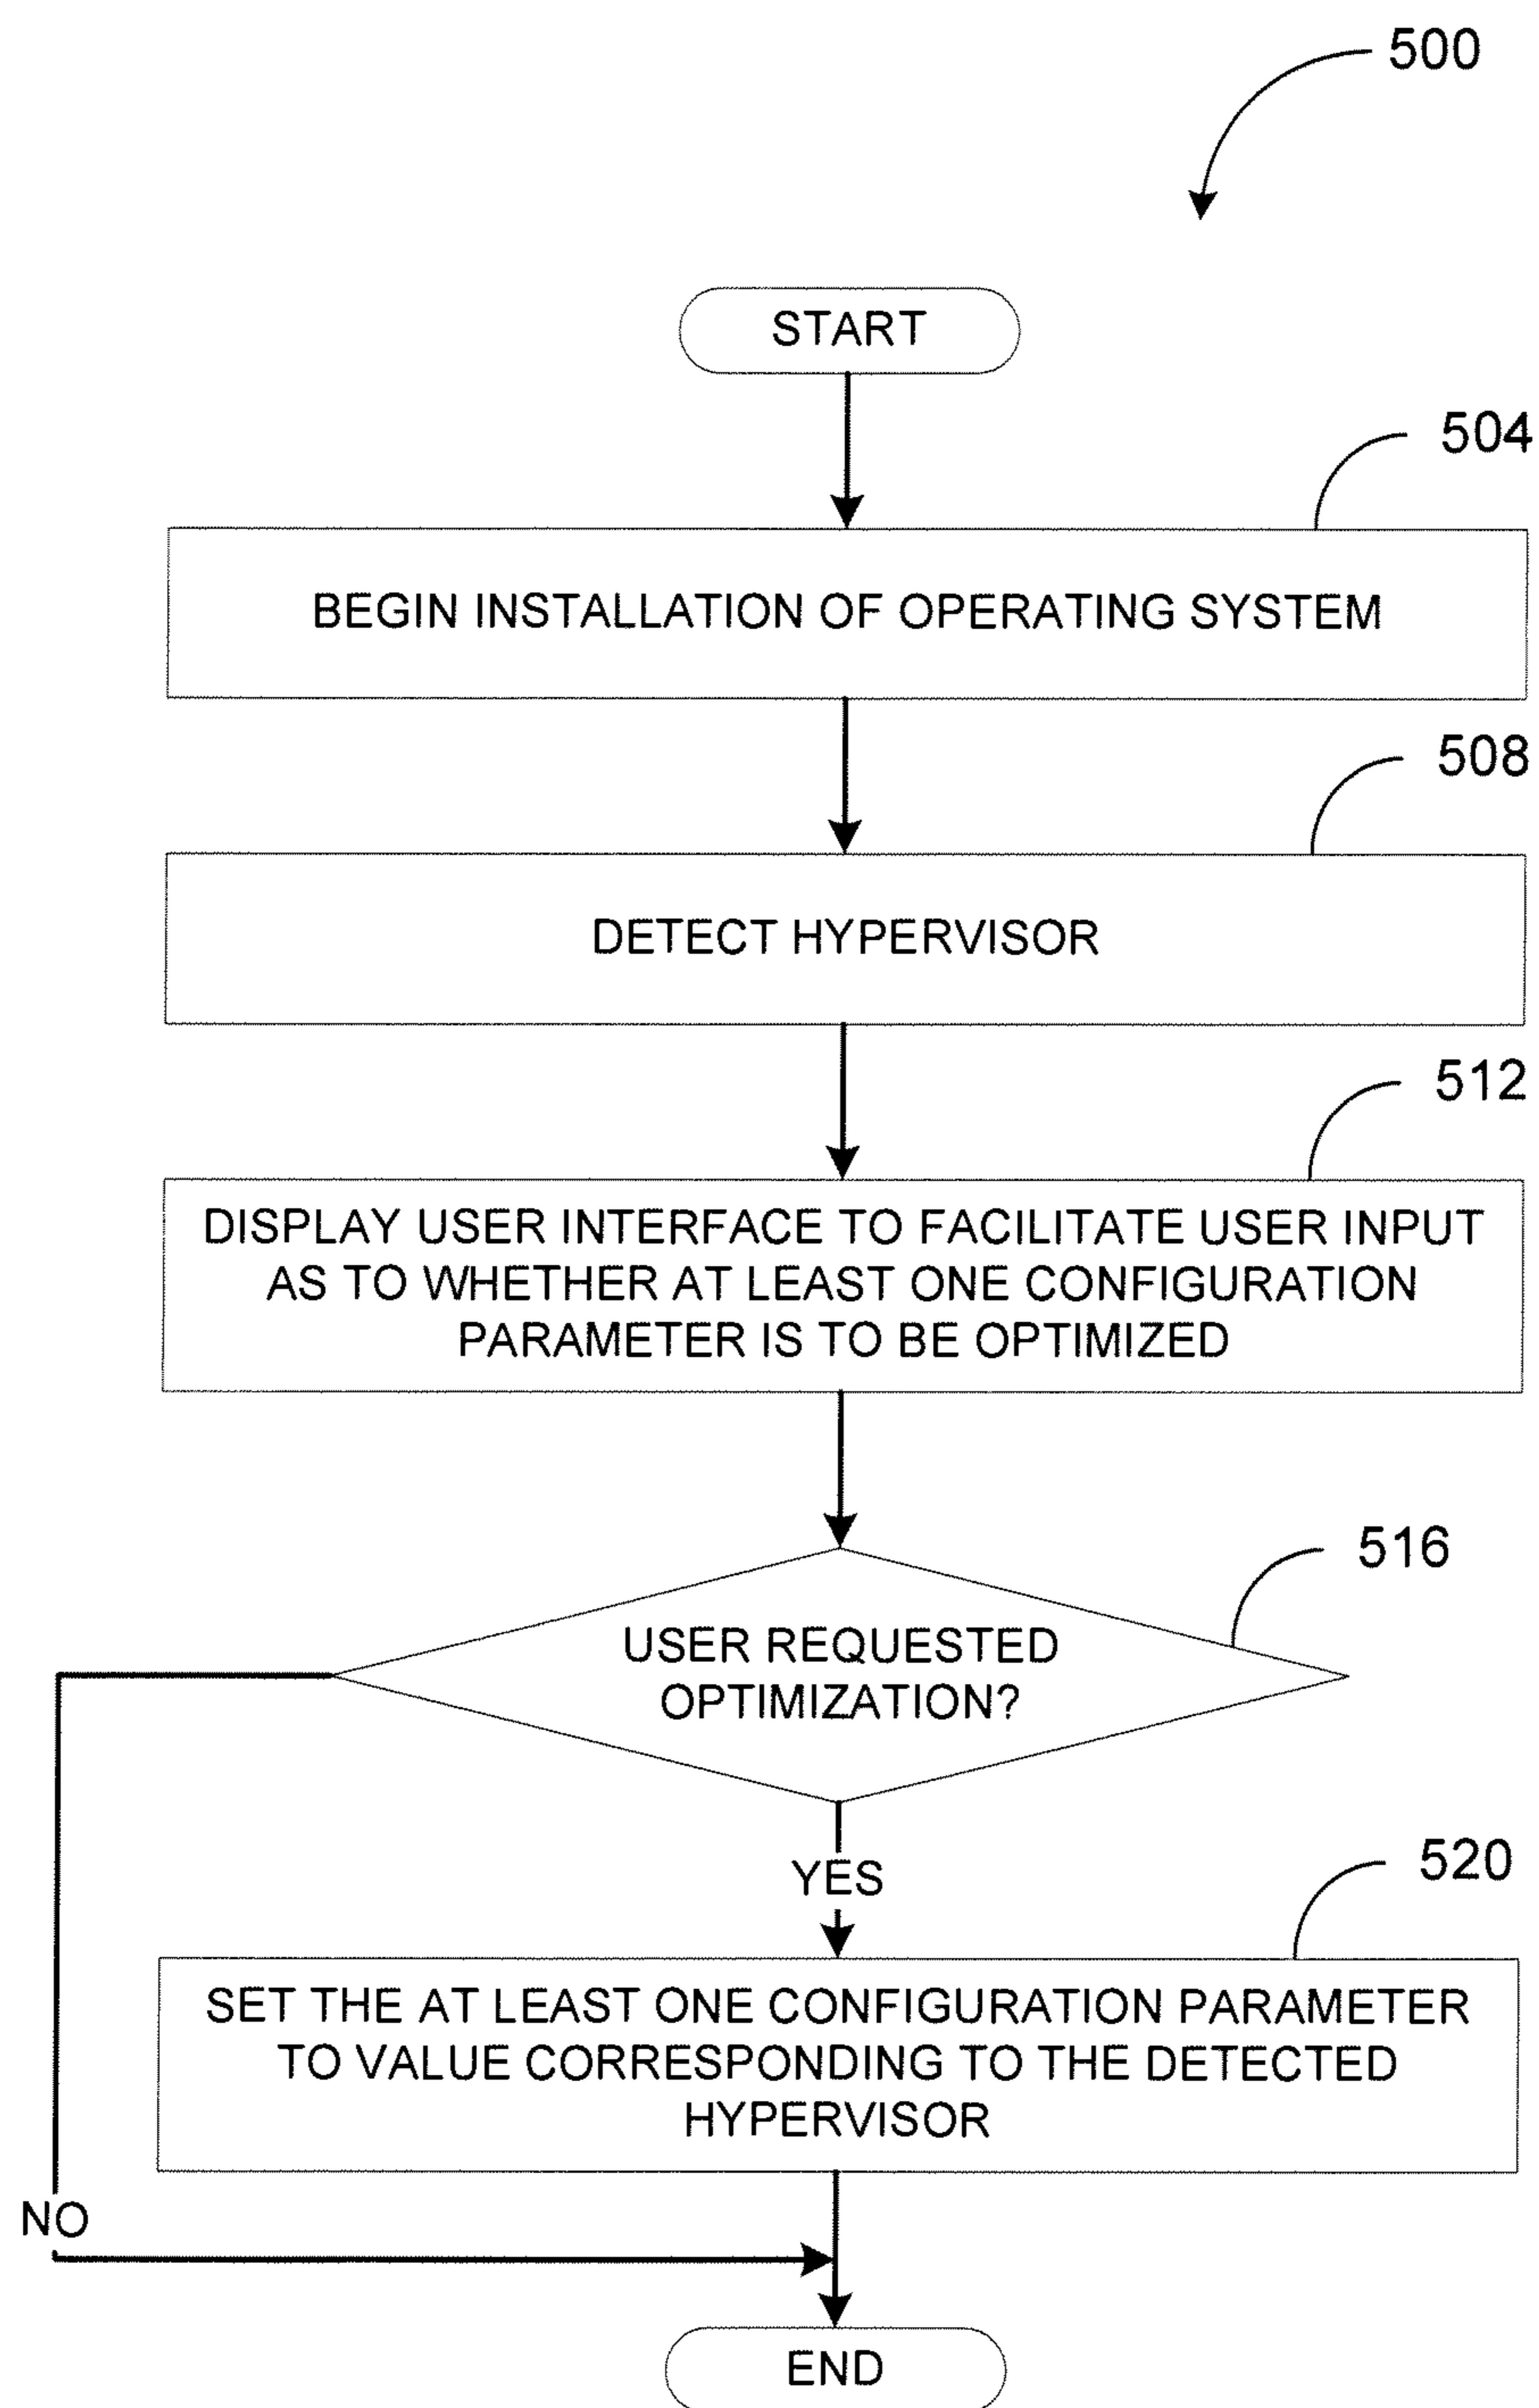 500
START
504
BEGIN INSTALLATION OF OPERATING SYSTEM
508
DETECT HYPERVISOR
512
DISPLAY USER INTERFACE TO FACILITATE USER INPUT
AS TO WHETHER AT LEAST ONE CONFIGURATION
PARAMETER IS TO BE OPTIMIZED
516
USER REQUESTED
OPTIMIZATION?
YES
520
SET THE AT LEAST ONE CONFIGURATION PARAMETER
TO VALUE CORRESPONDING TO THE DETECTED
HYPERVISOR
NO
END